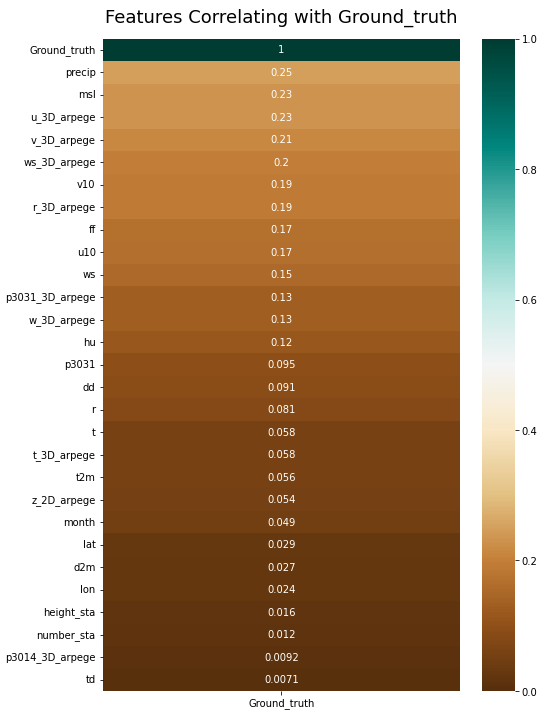 Features Correlating with Ground_truth
Ground_truth 1
precip 0.25
msl 0.23
u_3D_arpege 0.23
v_3D_arpege 0.21
ws_3D_arpege 0.2
v10 0.19
r_3D_arpege 0.19
ff 0.17
u10 0.17
ws 0.15
p3031_3D_arpege 0.13
w_3D_arpege 0.13
hu 0.12
p3031 0.095
dd 0.091
r 0.081
t 0.058
t_3D_arpege 0.058
t2m 0.056
z_2D_arpege 0.054
month 0.049
lat 0.029
d2m 0.027
lon 0.024
height_sta 0.016
number_sta 0.012
p3014_3D_arpege 0.0092
td 0.0071
Ground_truth
1.0
0.8
0.6
0.4
0.2
0.0